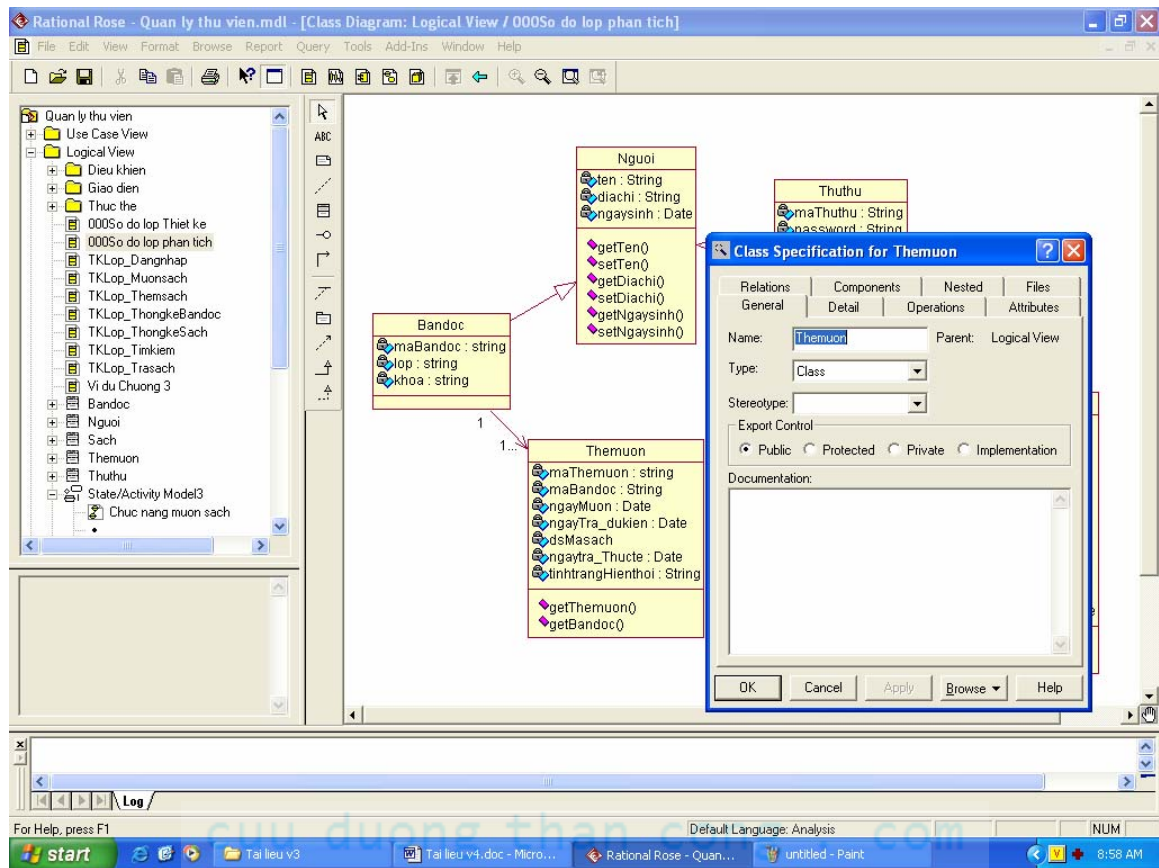 Rational Rose - Quan ly thu vien.mdl - [Class Diagram: Logical View / 000So do lop phan tich]
File Edit View Format Browse Report Query Tools Add-Ins Window Help
Quan ly thu vien
Use Case View
Logical View
Dieu khien
Giao dien
Thuc the
000So do lop Thiet ke
000So do lop phan tich
TKLop_Dangnhap
TKLop_Muonsach
TKLop_Themsach
TKLop_ThongkeBandoc
TKLop_ThongkeSach
TKLop_Timkiem
TKLop_Trasach
Vi du Chuong 3
Bandoc
Nguoi
Sach
Themuon
Thuthu
State/Activity Model3
Chuc nang muon sach
ABC
Nguoi
ten : String
diachi : String
ngaysinh : Date
getTen()
setTen()
getDiachi()
setDiachi()
getNgaysinh()
setNgaysinh()
Thuthu
maThuthu : String
password : String
Bandoc
maBandoc : string
lop : string
khoa : string
1
1...
Themuon
maThemuon : string
maBandoc : String
ngayMuon : Date
ngayTra_dukien : Date
dsMasach
ngaytra_Thucte : Date
tinhtrangHienthoi : String
getThemuon()
getBandoc()
Class Specification for Themuon
Relations Components Nested Files
General Detail Operations Attributes
Name: Themuon Parent: Logical View
Type: Class
Stereotype:
Export Control
Public Protected Private Implementation
Documentation:
OK Cancel Apply Browse Help
Log
For Help, press F1 Default Language: Analysis NUM
cuu duong than cong . com
start Tai lieu v3 Tai lieu v4.doc - Micro... Rational Rose - Quan... untitled - Paint V 8:58 AM